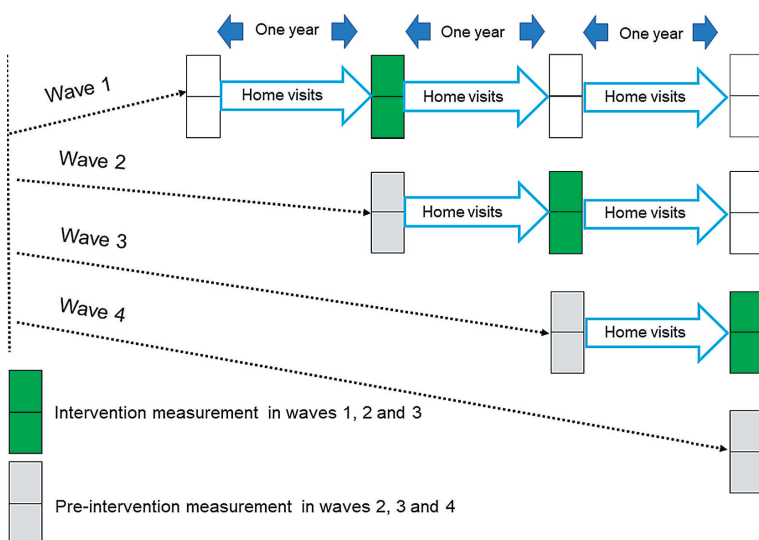 One year
One year
One year
Wave 1
Home visits
Home visits
Home visits
Wave 2
Home visits
Home visits
Wave 3
Home visits
Wave 4
Intervention measurement in waves 1, 2 and 3
Pre-intervention measurement in waves 2, 3 and 4